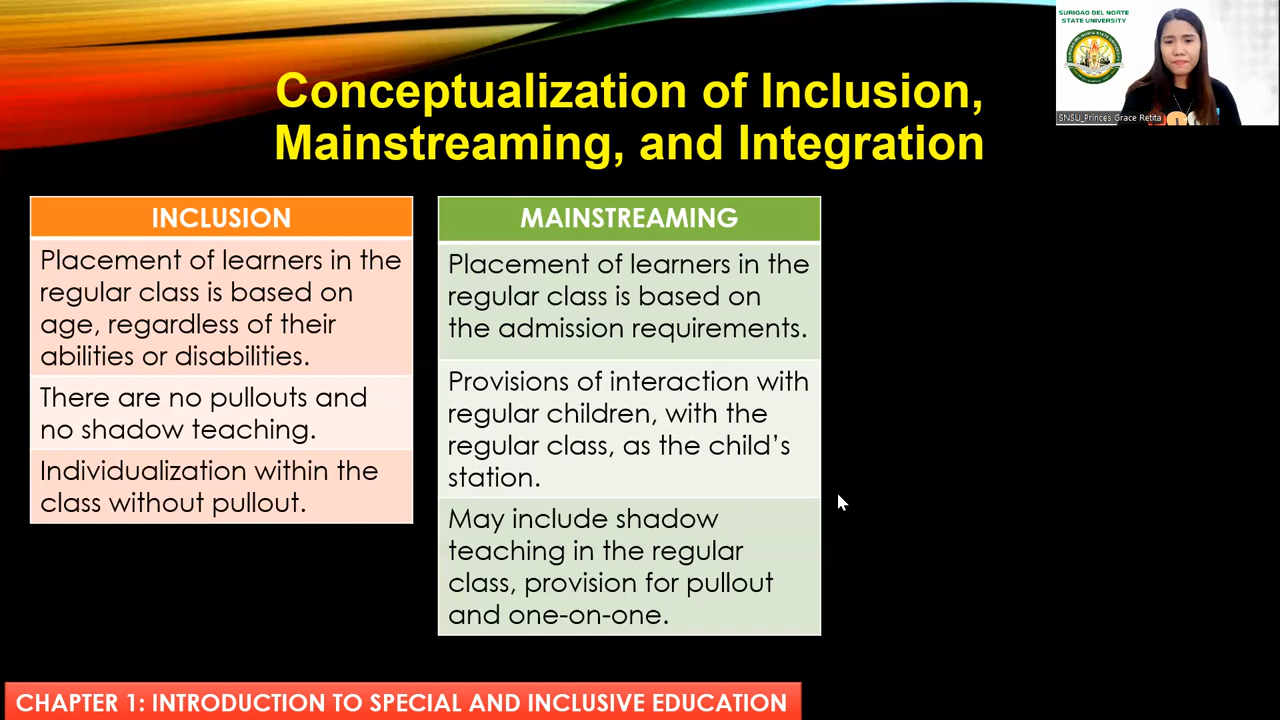 SURIGAO DEL NORTE
STATE UNIVERSITY
SNSU_Princes Grace Retita
Conceptualization of Inclusion,
Mainstreaming, and Integration
INCLUSION
Placement of learners in the
regular class is based on
age, regardless of their
abilities or disabilities.
There are no pullouts and
no shadow teaching.
Individualization within the
class without pullout.
MAINSTREAMING
Placement of learners in the
regular class is based on
the admission requirements.
Provisions of interaction with
regular children, with the
regular class, as the child’s
station.
May include shadow
teaching in the regular
class, provision for pullout
and one-on-one.
CHAPTER 1: INTRODUCTION TO SPECIAL AND INCLUSIVE EDUCATION